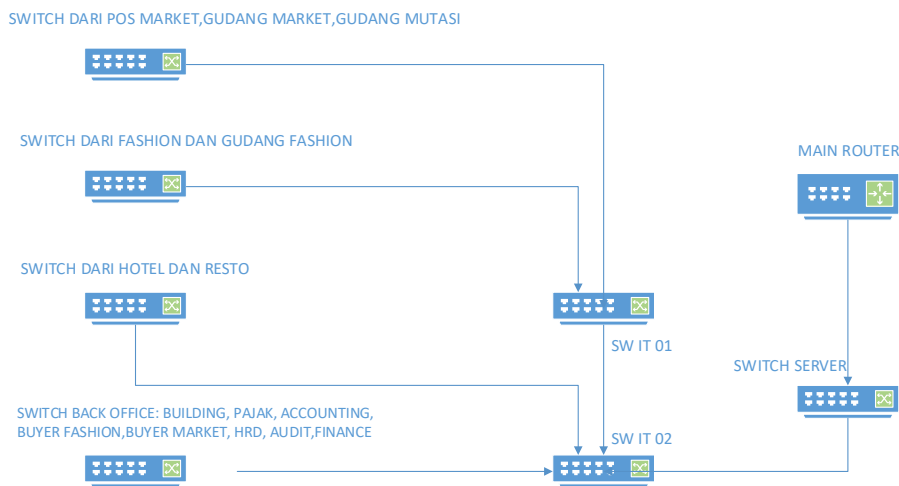 SWITCH DARI POS MARKET,GUDANG MARKET,GUDANG MUTASI
SWITCH DARI FASHION DAN GUDANG FASHION
MAIN ROUTER
SWITCH DARI HOTEL DAN RESTO
SW IT 01
SWITCH SERVER
SWITCH BACK OFFICE: BUILDING, PAJAK, ACCOUNTING,
BUYER FASHION,BUYER MARKET, HRD, AUDIT,FINANCE
SW IT 02